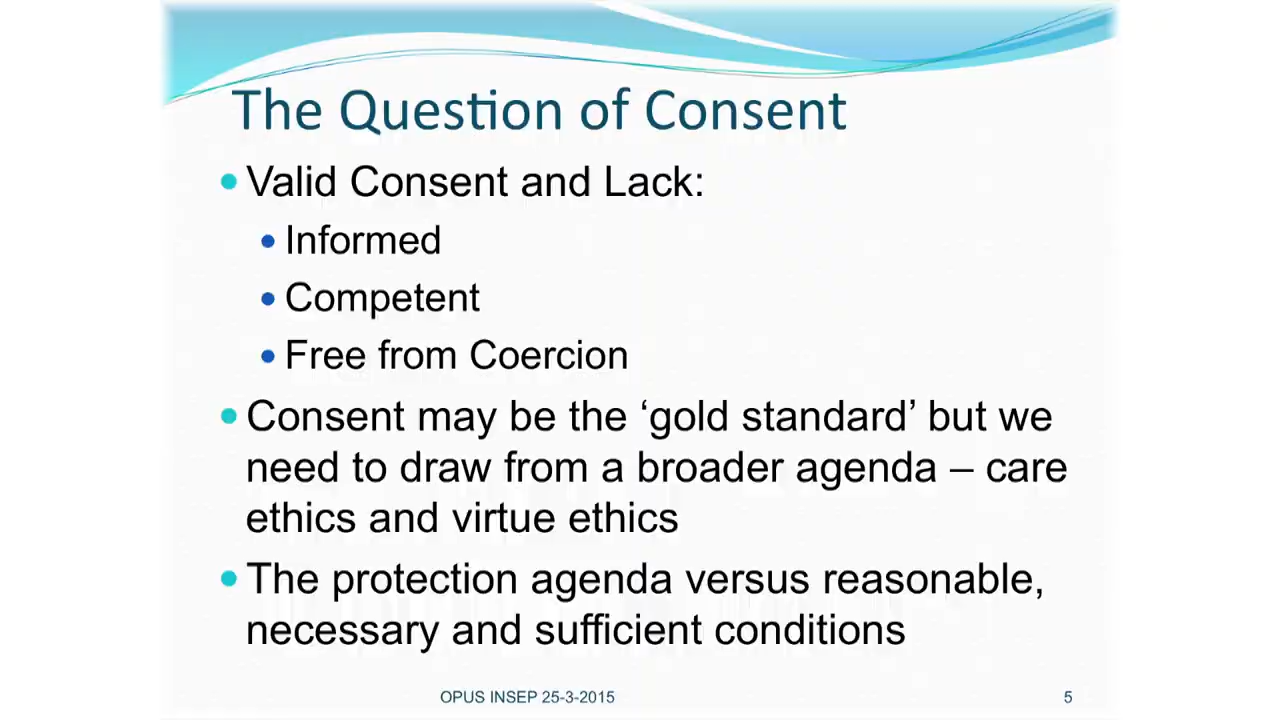 The Question of Consent
• Valid Consent and Lack:
• Informed
• Competent
• Free from Coercion
• Consent may be the ‘gold standard’ but we
need to draw from a broader agenda – care
ethics and virtue ethics
• The protection agenda versus reasonable,
necessary and sufficient conditions
OPUS INSEP 25-3-2015
5